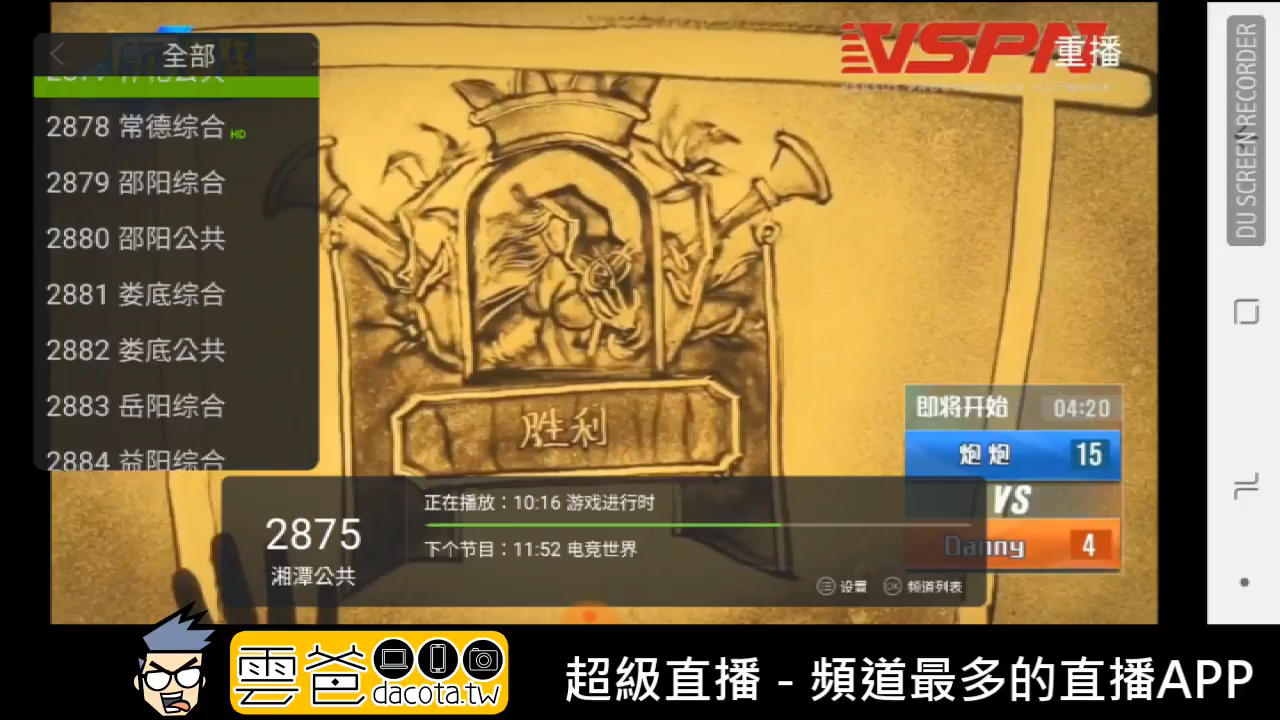 全部
2878 常德综合 HD
2879 邵阳综合
2880 邵阳公共
2881 娄底综合
2882 娄底公共
2883 岳阳综合
2884 益阳综合
VSPN
重播
DU SCREEN RECORDER
胜利
即将开始 04:20
炮炮 15
VS
Danny 4
2875
湘潭公共
正在播放：10:16 游戏进行时
下个节目：11:52 电竞世界
设置 OK 频道列表
雲爸
dacota.tw
超級直播 - 頻道最多的直播APP